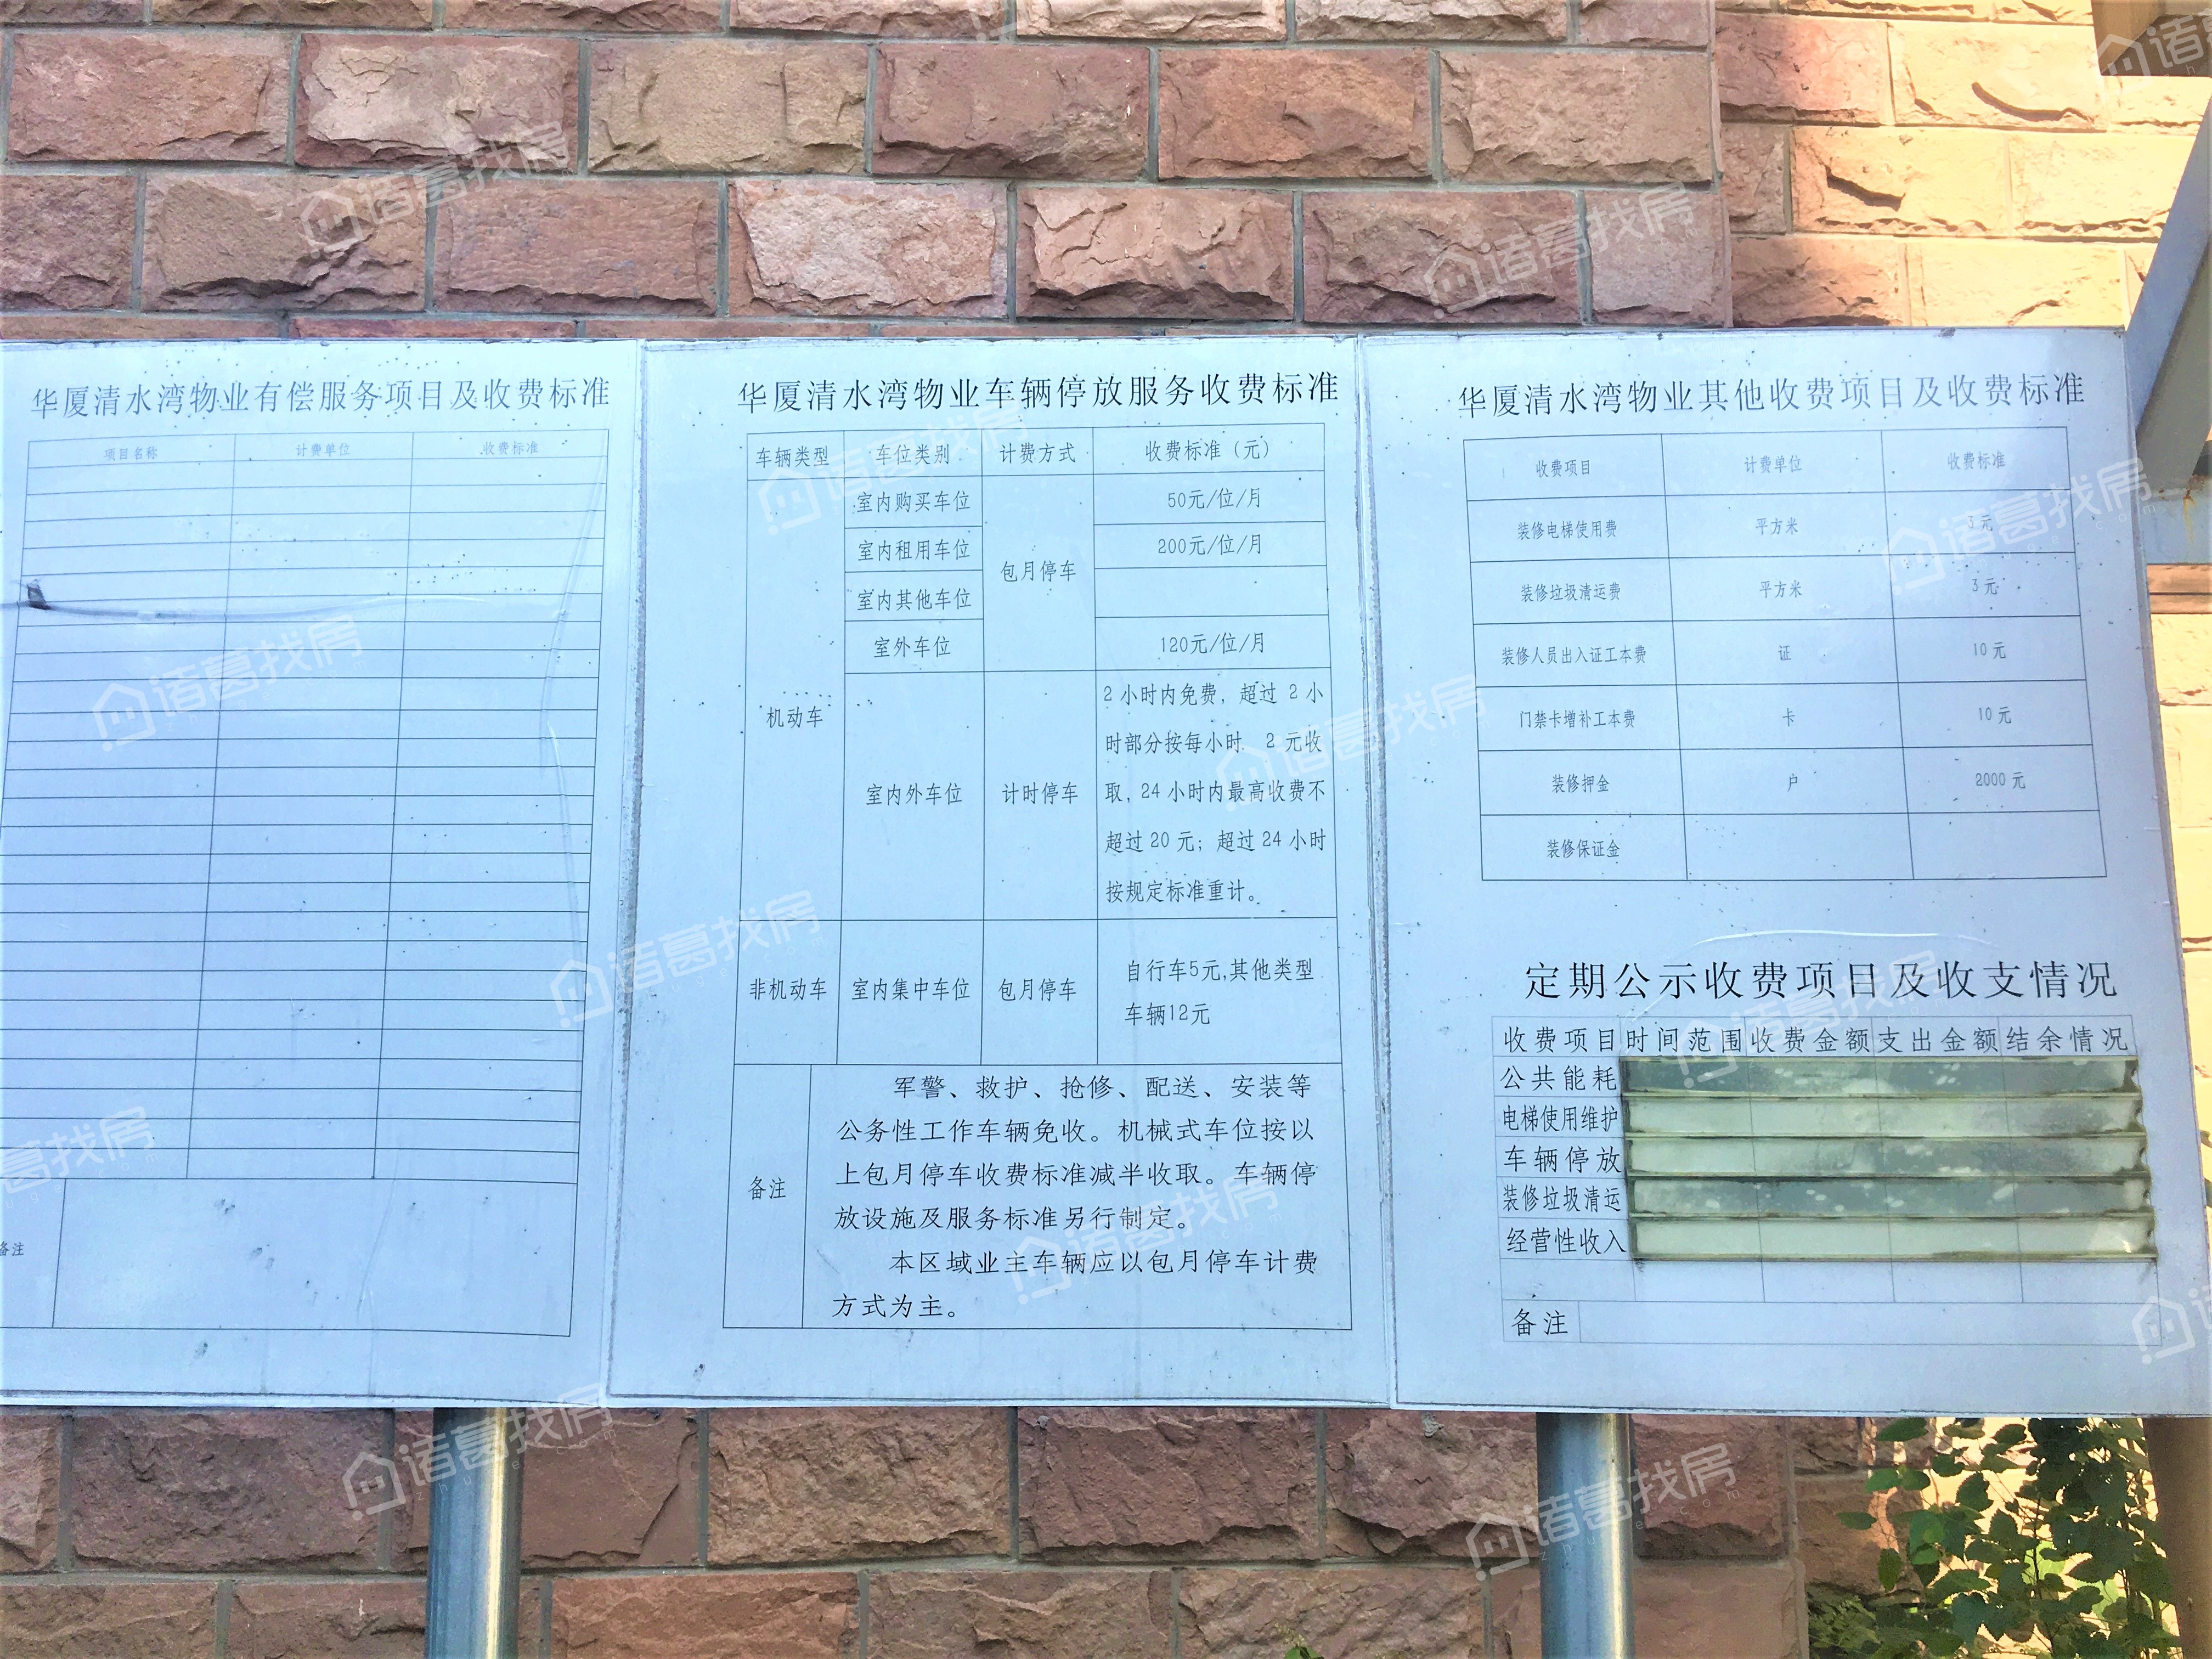 华厦清水湾物业有偿服务项目及收费标准
项目名称 计费单位 收费标准
备注
华厦清水湾物业车辆停放服务收费标准
车辆类型 车位类别 计费方式 收费标准（元）
机动车 室内购买车位 包月停车 50元/位/月
室内租用车位 200元/位/月
室内其他车位
室外车位 120元/位/月
室内外车位 计时停车 2 小时内免费，超过 2 小
时部分按每小时 2 元收
取，24 小时内最高收费不
超过 20 元；超过 24 小时
按规定标准重计。
非机动车 室内集中车位 包月停车 自行车5元,其他类型
车辆12元
备注
军警、救护、抢修、配送、安装等
公务性工作车辆免收。机械式车位按以
上包月停车收费标准减半收取。车辆停
放设施及服务标准另行制定。
本区域业主车辆应以包月停车计费
方式为主。
华厦清水湾物业其他收费项目及收费标准
收费项目 计费单位 收费标准
装修电梯使用费 平方米 3元
装修垃圾清运费 平方米 3元
装修人员出入证工本费 证 10元
门禁卡增补工本费 卡 10元
装修押金 户 2000元
装修保证金
定期公示收费项目及收支情况
收费项目 时间范围 收费金额 支出金额 结余情况
公共能耗
电梯使用维护
车辆停放
装修垃圾清运
经营性收入
备注
诸葛找房